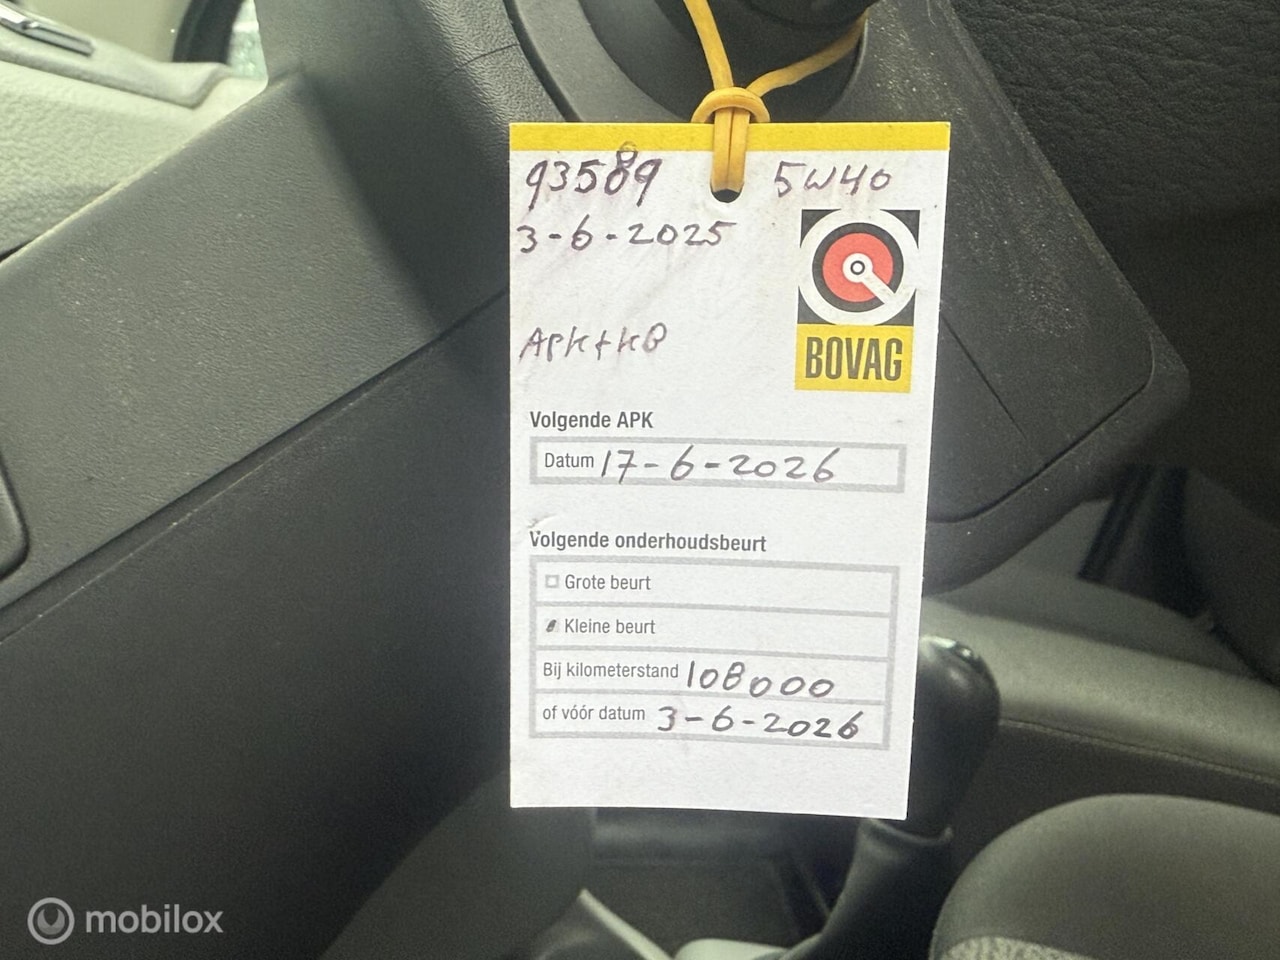 93589 5W40
3-6-2025
BOVAG
APK+KB
Volgende APK
Datum 17-6-2026
Volgende onderhoudsbeurt
Grote beurt
Kleine beurt
Bij kilometerstand 108000
of vóór datum 3-6-2026
mobilox